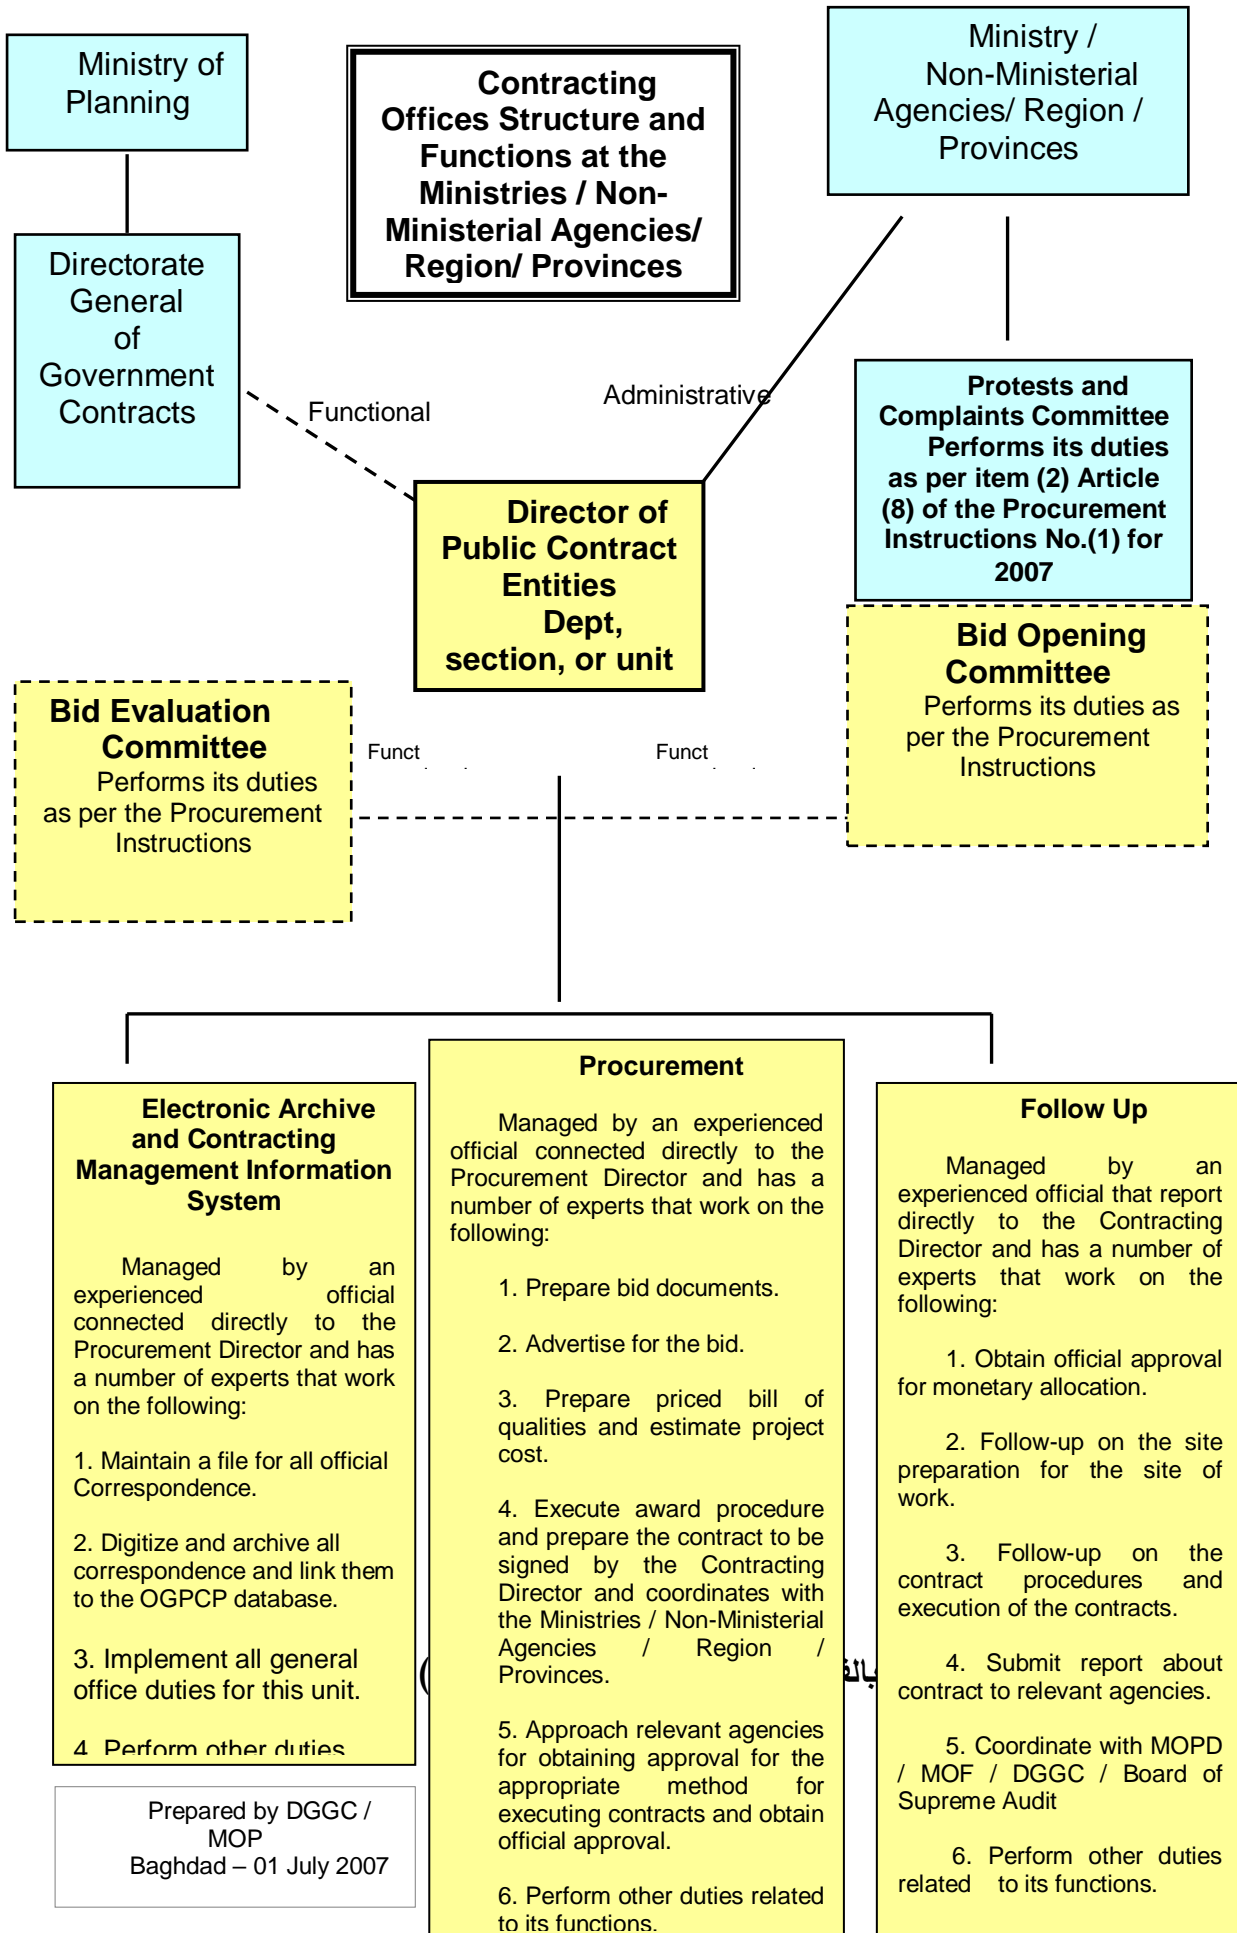 Ministry of
Planning
Contracting
Offices Structure and
Functions at the
Ministries / Non-
Ministerial Agencies/
Region/ Provinces
Ministry /
Non-Ministerial
Agencies/ Region /
Provinces
Directorate
General
of
Government
Contracts
Functional
Administrative
Protests and
Complaints Committee
Performs its duties
as per item (2) Article
(8) of the Procurement
Instructions No.(1) for
2007
Director of
Public Contract
Entities
Dept,
section, or unit
Bid Opening
Committee
Performs its duties as
per the Procurement
Instructions
Bid Evaluation
Committee
Performs its duties
as per the Procurement
Instructions
Funct
Funct
Electronic Archive
and Contracting
Management Information
System
Managed by an
experienced official
connected directly to the
Procurement Director and has
a number of experts that work
on the following:
1. Maintain a file for all official
Correspondence.
2. Digitize and archive all
correspondence and link them
to the OGPCP database.
3. Implement all general
office duties for this unit.
4. Perform other duties
Procurement
Managed by an experienced
official connected directly to the
Procurement Director and has a
number of experts that work on the
following:
1. Prepare bid documents.
2. Advertise for the bid.
3. Prepare priced bill of
qualities and estimate project
cost.
4. Execute award procedure
and prepare the contract to be
signed by the Contracting
Director and coordinates with
the Ministries / Non-Ministerial
Agencies / Region /
Provinces.
5. Approach relevant agencies
for obtaining approval for the
appropriate method for
executing contracts and obtain
official approval.
6. Perform other duties related
to its functions.
Follow Up
Managed by an
experienced official that report
directly to the Contracting
Director and has a number of
experts that work on the
following:
1. Obtain official approval
for monetary allocation.
2. Follow-up on the site
preparation for the site of
work.
3. Follow-up on the
contract procedures and
execution of the contracts.
4. Submit report about
contract to relevant agencies.
5. Coordinate with MOPD
/ MOF / DGGC / Board of
Supreme Audit
6. Perform other duties
related to its functions.
Prepared by DGGC /
MOP
Baghdad – 01 July 2007